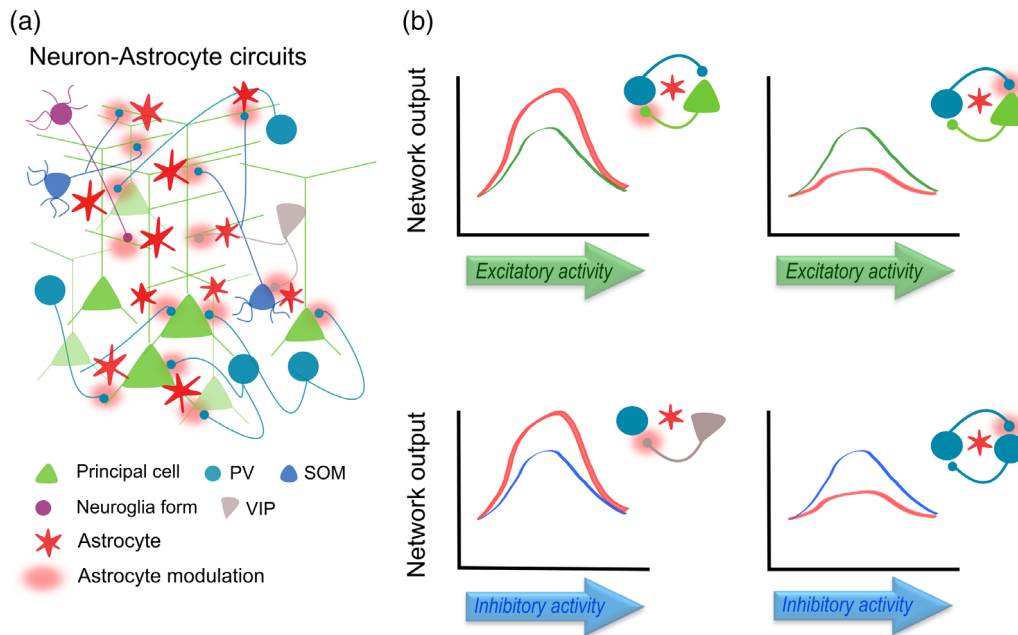 (a)
Neuron-Astrocyte circuits
Principal cell
PV
SOM
Neuroglia form
VIP
Astrocyte
Astrocyte modulation
(b)
Network output
Excitatory activity
Excitatory activity
Network output
Inhibitory activity
Inhibitory activity